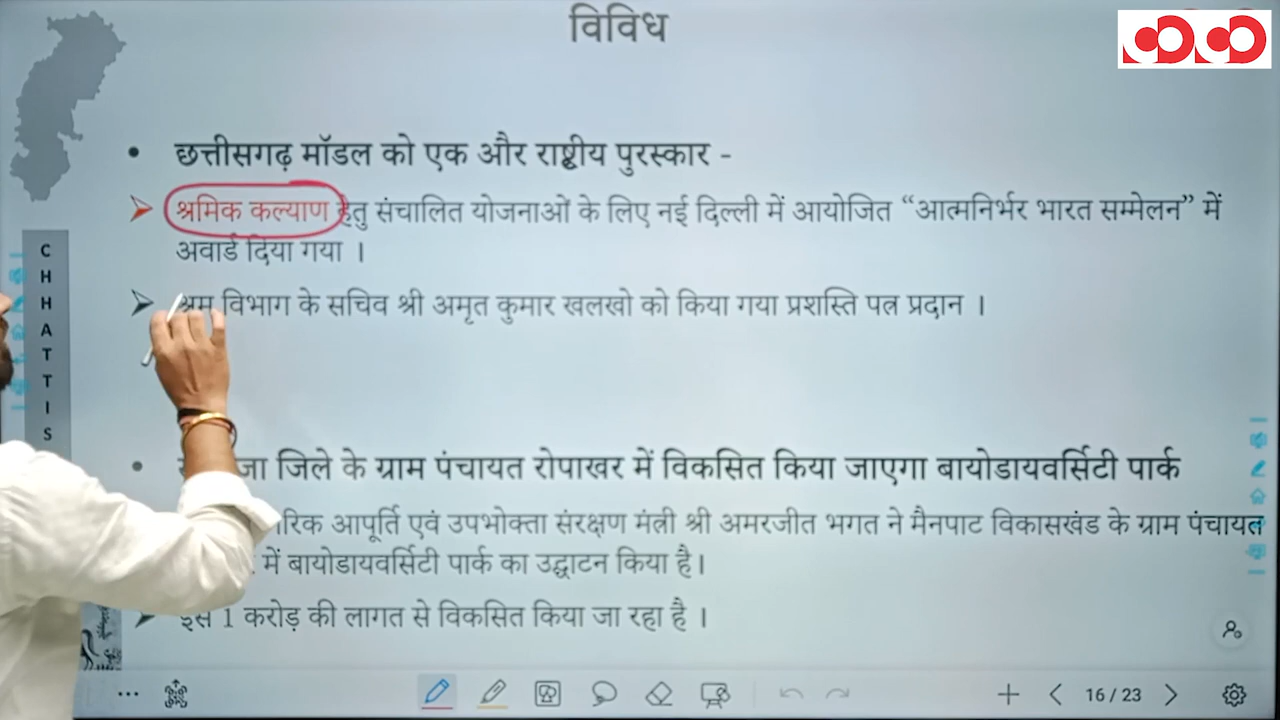 विविध
• छत्तीसगढ़ मॉडल को एक और राष्ट्रीय पुरस्कार -
➢ श्रमिक कल्याण हेतु संचालित योजनाओं के लिए नई दिल्ली में आयोजित “आत्मनिर्भर भारत सम्मेलन” में
अवार्ड दिया गया ।
➢ श्रम विभाग के सचिव श्री अमृत कुमार खलखो को किया गया प्रशस्ति पत्र प्रदान ।
• जिले के ग्राम पंचायत रोपाखर में विकसित किया जाएगा बायोडायवर्सिटी पार्क
आपूर्ति एवं उपभोक्ता संरक्षण मंत्री श्री अमरजीत भगत ने मैनपाट विकासखंड के ग्राम पंचायत
में बायोडायवर्सिटी पार्क का उद्घाटन किया है।
➢ इसे 1 करोड़ की लागत से विकसित किया जा रहा है ।
C
H
H
A
T
T
I
S
16 / 23